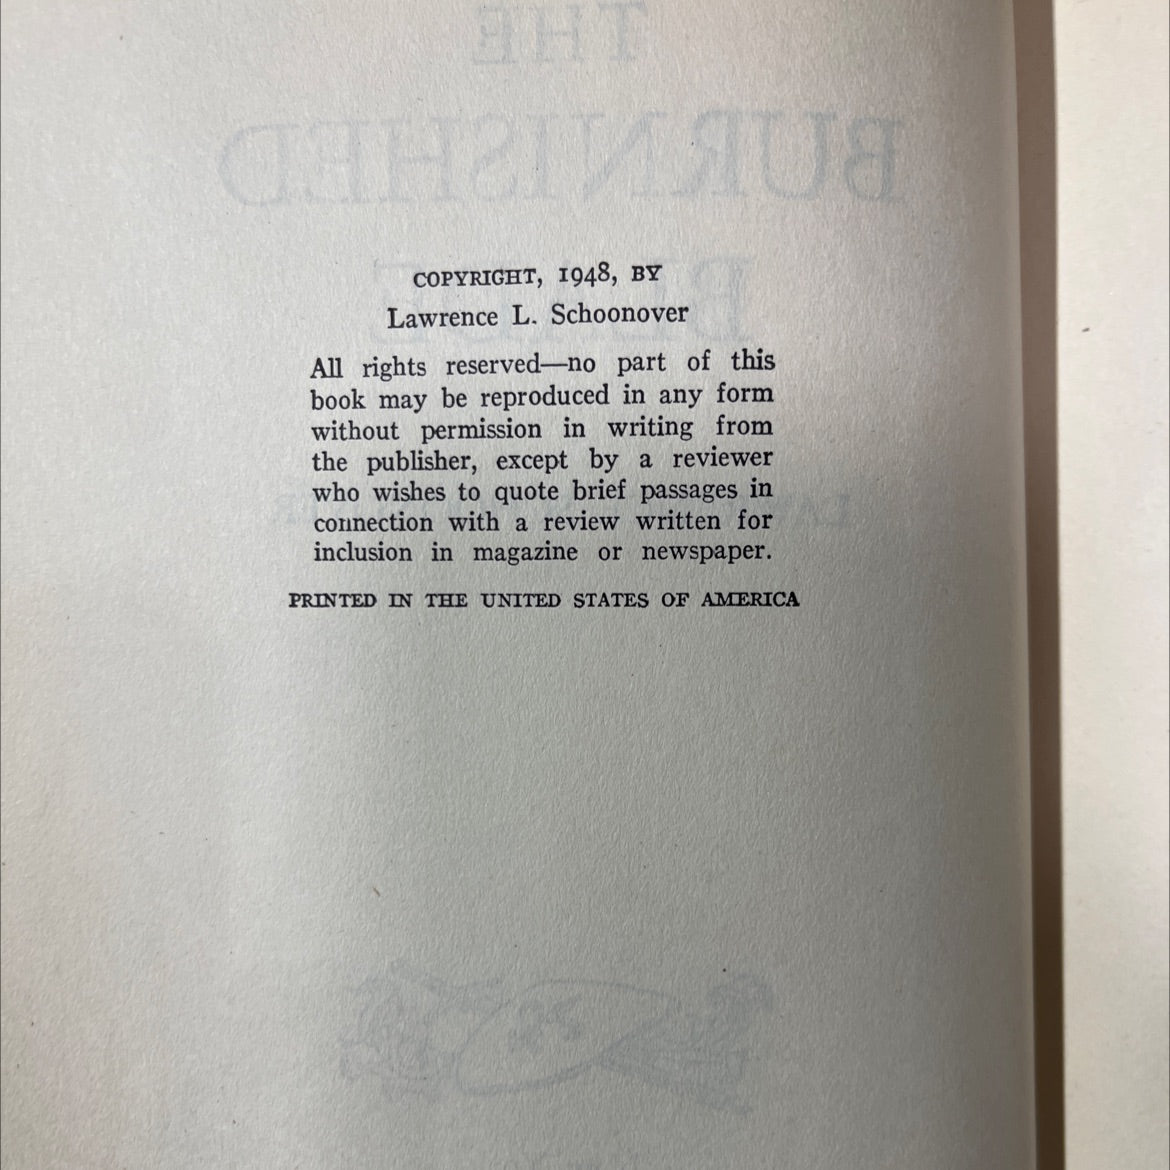 THE
BURNISHED
COPYRIGHT, 1948, BY
Lawrence L. Schoonover
All rights reserved—no part of this
book may be reproduced in any form
without permission in writing from
the publisher, except by a reviewer
who wishes to quote brief passages in
connection with a review written for
inclusion in magazine or newspaper.
PRINTED IN THE UNITED STATES OF AMERICA